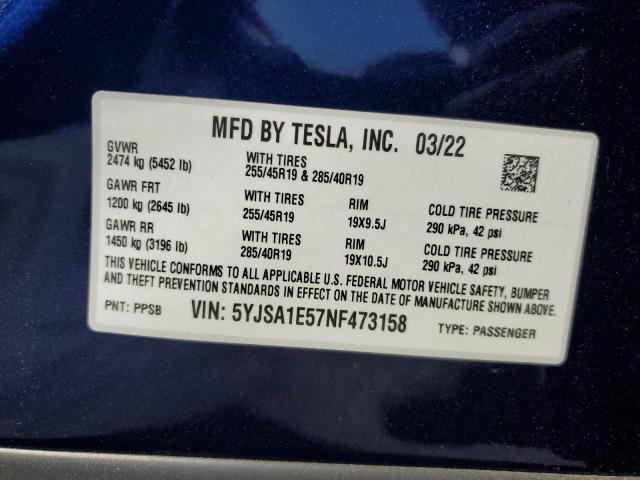 MFD BY TESLA, INC. 03/22
GVWR
2474 kg (5452 lb)
WITH TIRES
255/45R19 & 285/40R19
GAWR FRT
1200 kg (2645 lb)
WITH TIRES
255/45R19
RIM
19X9.5J
COLD TIRE PRESSURE
290 kPa, 42 psi
GAWR RR
1450 kg (3196 lb)
WITH TIRES
285/40R19
RIM
19X10.5J
COLD TIRE PRESSURE
290 kPa, 42 psi
THIS VEHICLE CONFORMS TO ALL APPLICABLE U.S. FEDERAL MOTOR VEHICLE SAFETY, BUMPER,
AND THEFT PREVENTION STANDARDS IN EFFECT ON THE DATE OF MANUFACTURE SHOWN ABOVE.
PNT: PPSB VIN: 5YJSA1E57NF473158 TYPE: PASSENGER